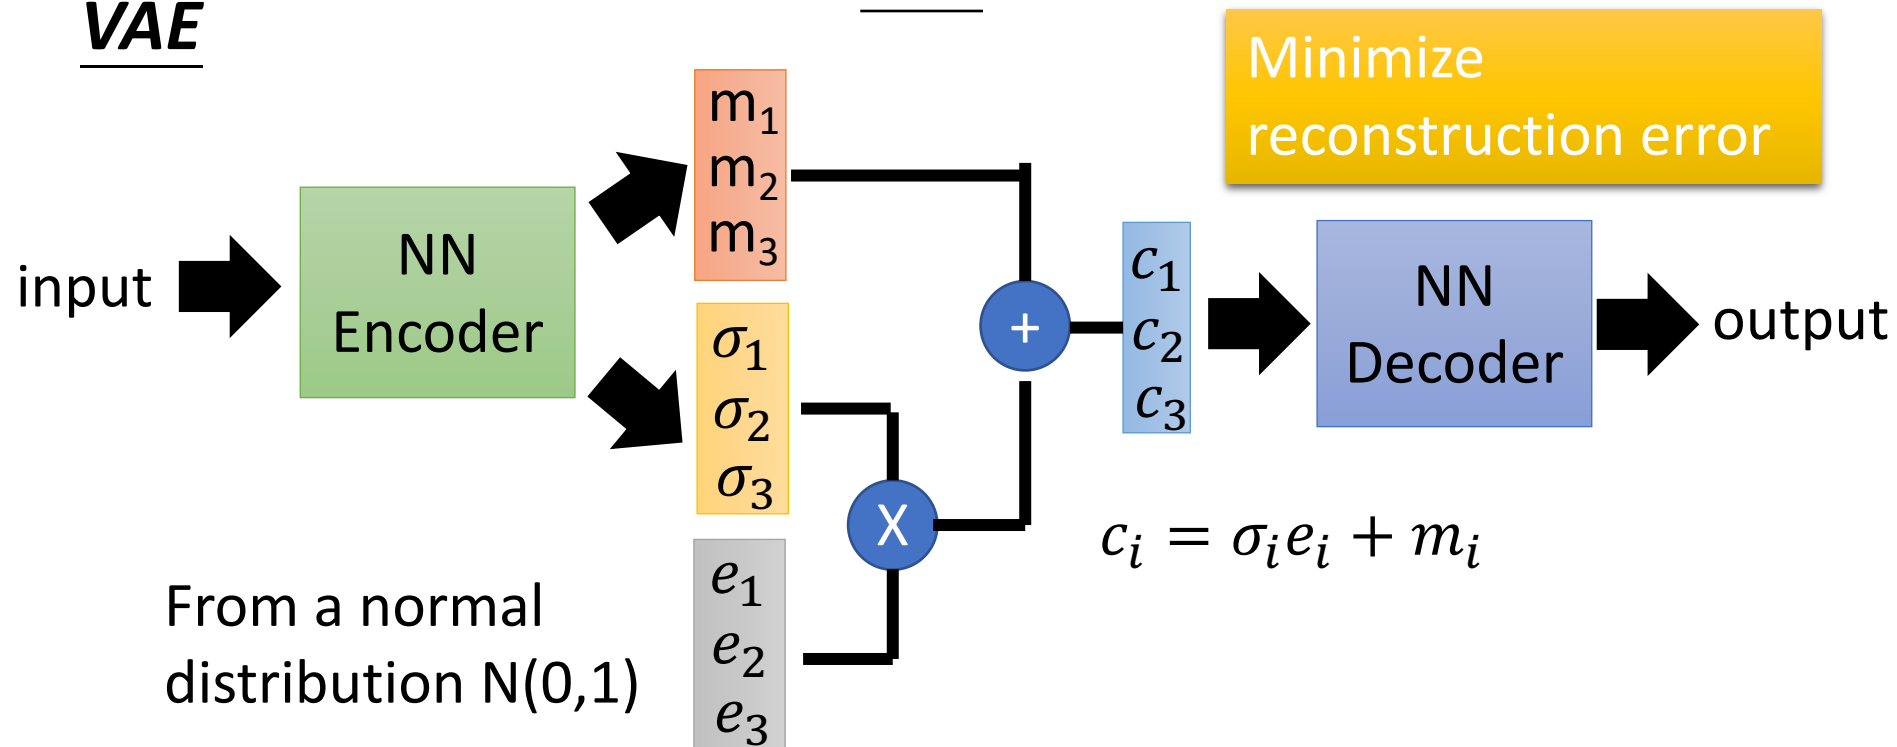 VAE
Minimize
reconstruction error
m₁
m₂
m₃
input
NN
Encoder
σ₁
σ₂
σ₃
+
c₁
c₂
c₃
NN
Decoder
output
X
cᵢ = σᵢeᵢ + mᵢ
From a normal
distribution N(0,1)
e₁
e₂
e₃